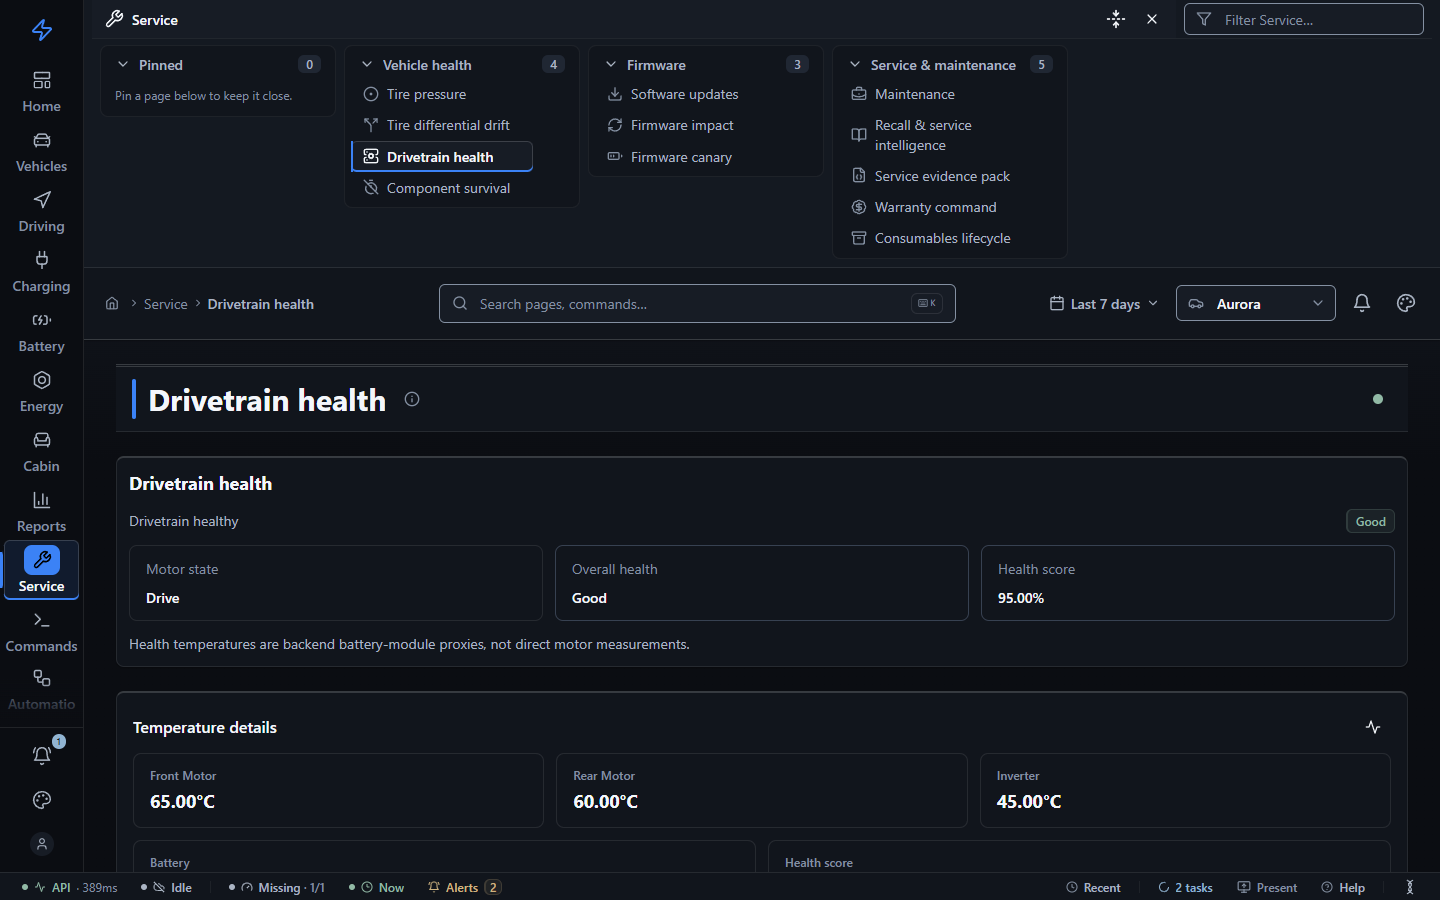 Service
Filter Service...
Pinned 0
Pin a page below to keep it close.
Vehicle health 4
Tire pressure
Tire differential drift
Drivetrain health
Component survival
Firmware 3
Software updates
Firmware impact
Firmware canary
Service & maintenance 5
Maintenance
Recall & service
intelligence
Service evidence pack
Warranty command
Consumables lifecycle
Home
Vehicles
Driving
Charging
Battery
Energy
Cabin
Reports
Service
Commands
Automatio
1
Service > Drivetrain health
Search pages, commands...
K
Last 7 days
Aurora
Drivetrain health
Drivetrain health
Drivetrain healthy
Good
Motor state
Drive
Overall health
Good
Health score
95.00%
Health temperatures are backend battery-module proxies, not direct motor measurements.
Temperature details
Front Motor
65.00°C
Rear Motor
60.00°C
Inverter
45.00°C
Battery
Health score
API · 389ms
Idle
Missing · 1/1
Now
Alerts 2
Recent
2 tasks
Present
Help